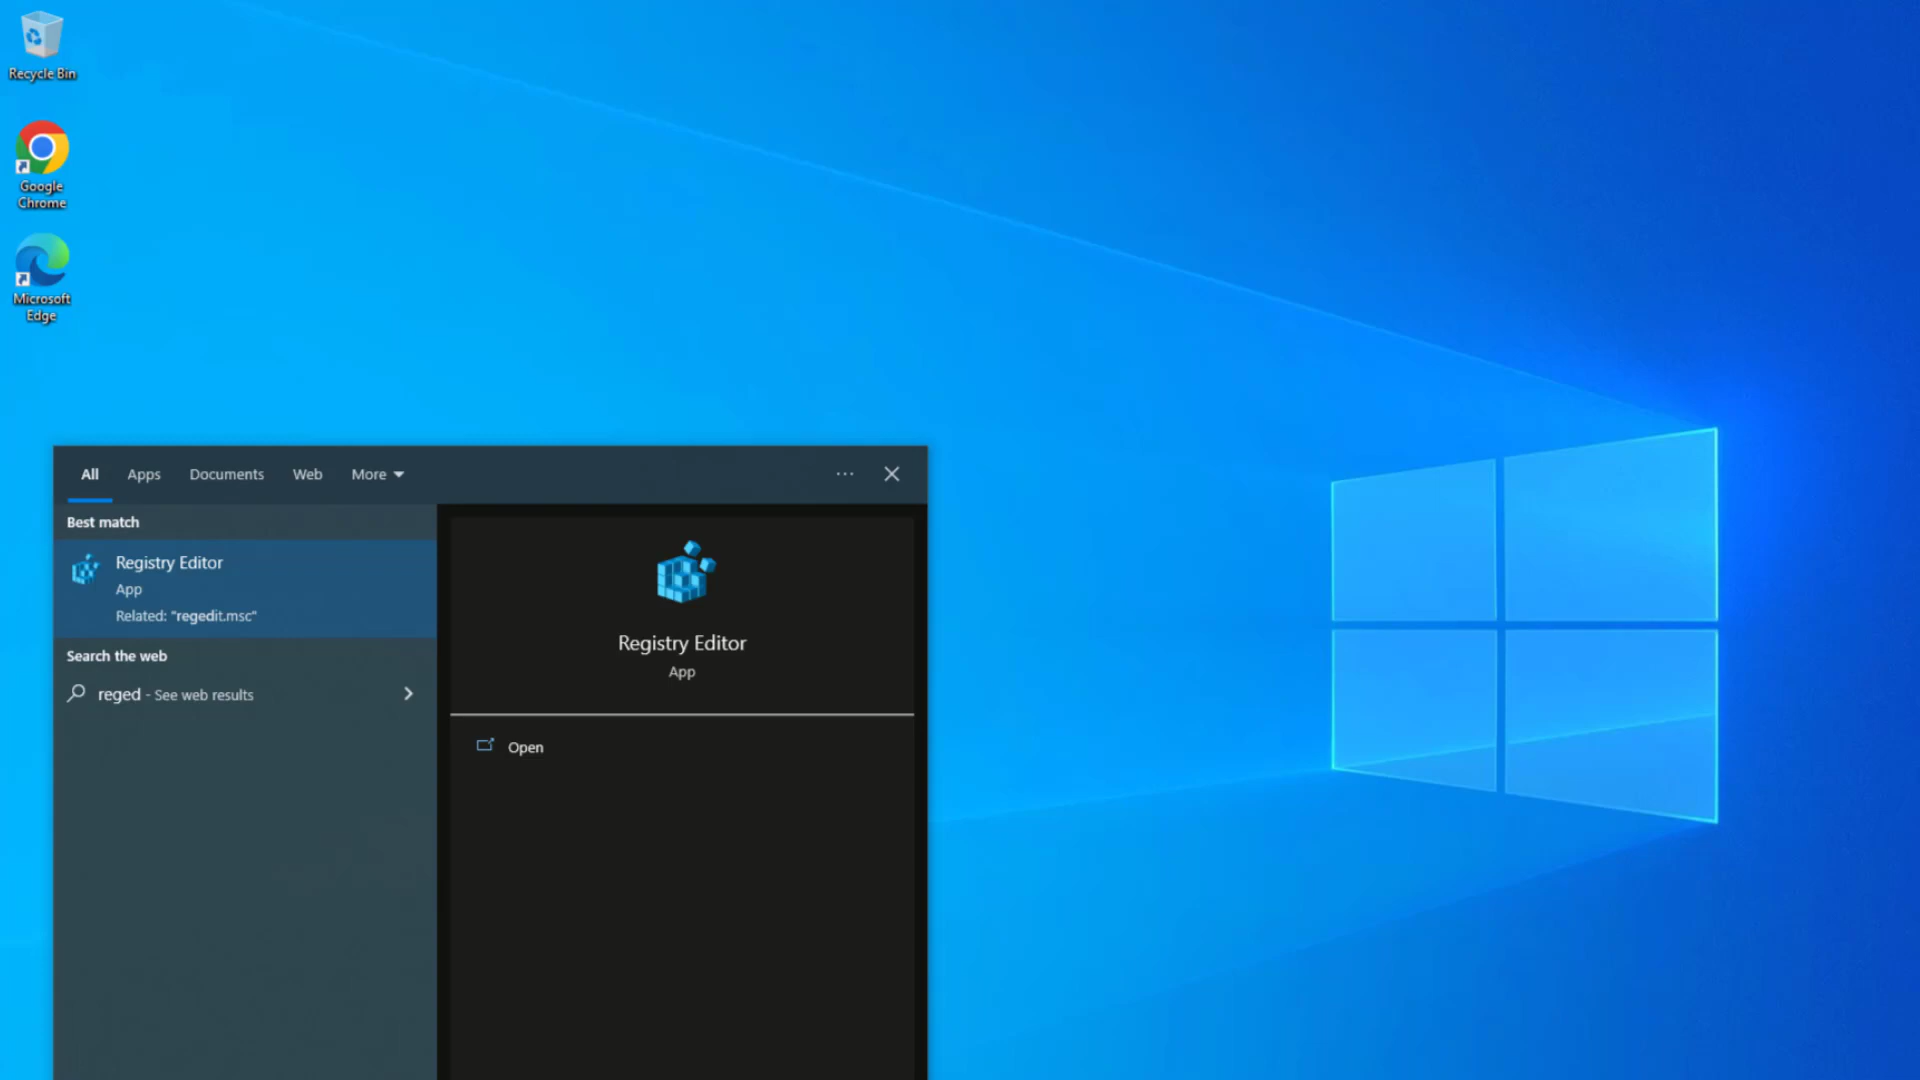 Recycle Bin
Google
Chrome
Microsoft
Edge
All Apps Documents Web More
Best match
Registry Editor
App
Related: "regedit.msc"
Search the web
reged - See web results
Registry Editor
App
Open